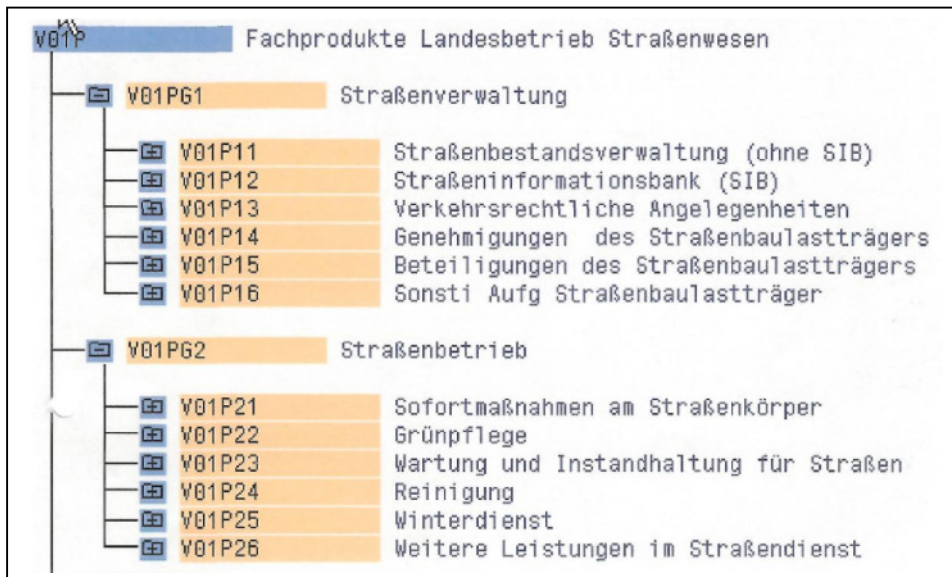 V01P Fachprodukte Landesbetrieb Straßenwesen
V01PG1 Straßenverwaltung
V01P11 Straßenbestandsverwaltung (ohne SIB)
V01P12 Straßeninformationsbank (SIB)
V01P13 Verkehrsrechtliche Angelegenheiten
V01P14 Genehmigungen des Straßenbaulastträgers
V01P15 Beteiligungen des Straßenbaulastträgers
V01P16 Sonsti Aufg Straßenbaulastträger
V01PG2 Straßenbetrieb
V01P21 Sofortmaßnahmen am Straßenkörper
V01P22 Grünpflege
V01P23 Wartung und Instandhaltung für Straßen
V01P24 Reinigung
V01P25 Winterdienst
V01P26 Weitere Leistungen im Straßendienst